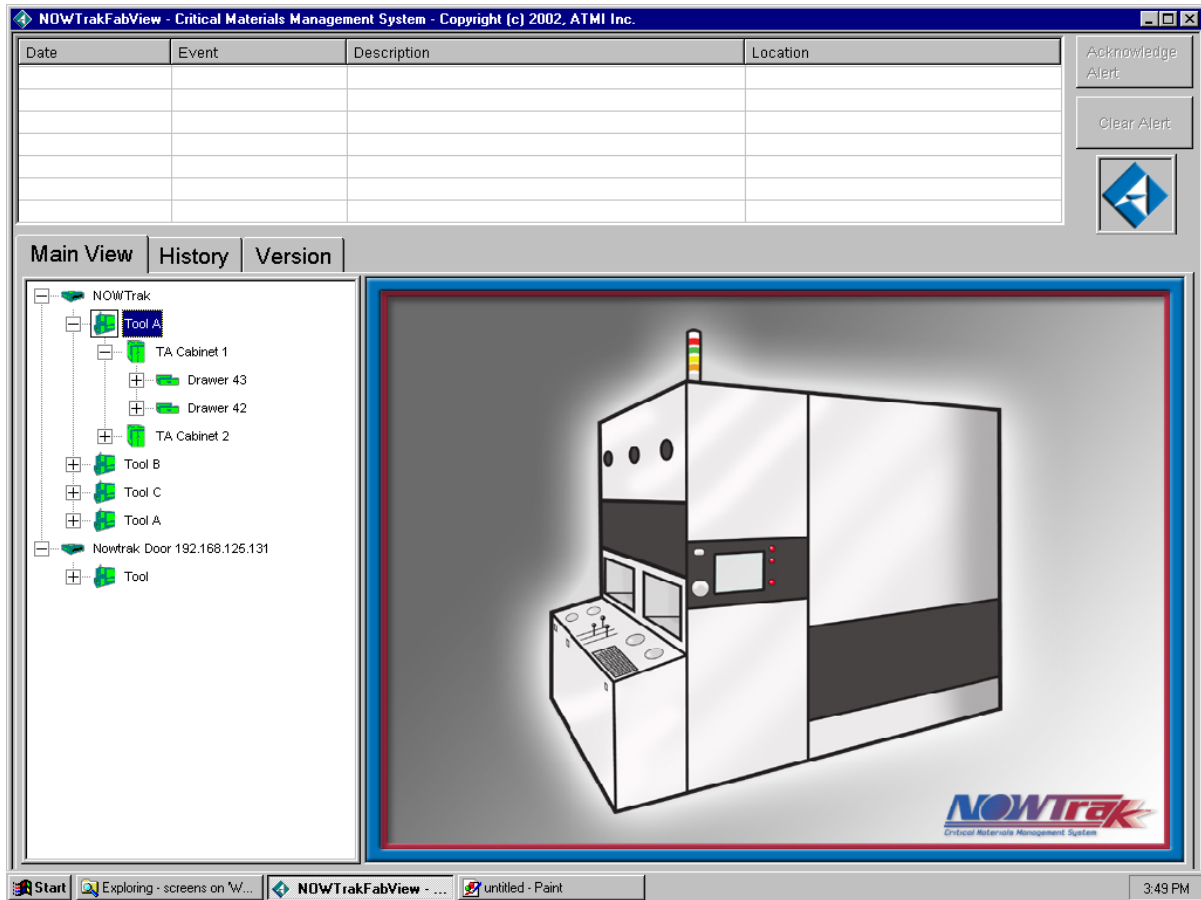 NOWTrakFabView - Critical Materials Management System - Copyright (c) 2002, ATMI Inc.
Date Event Description Location
Acknowledge
Alert
Clear Alert
Main View History Version
NOWTrak
Tool A
TA Cabinet 1
Drawer 43
Drawer 42
TA Cabinet 2
Tool B
Tool C
Tool A
Nowtrak Door 192.168.125.131
Tool
NOWTrak
Critical Materials Management System
Start Exploring - screens on 'W... NOWTrakFabView - ... untitled - Paint 3:49 PM